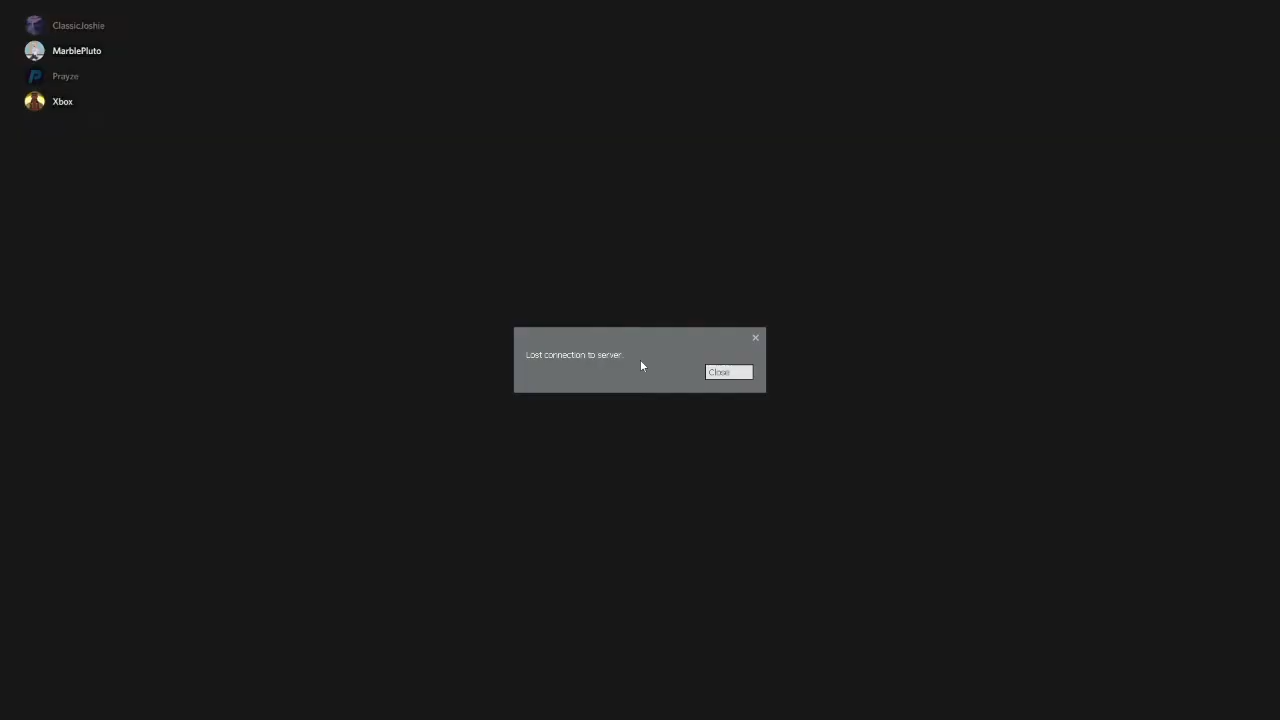 ClassicJoshie
MarblePluto
Prayze
Xbox
Lost connection to server.
Close